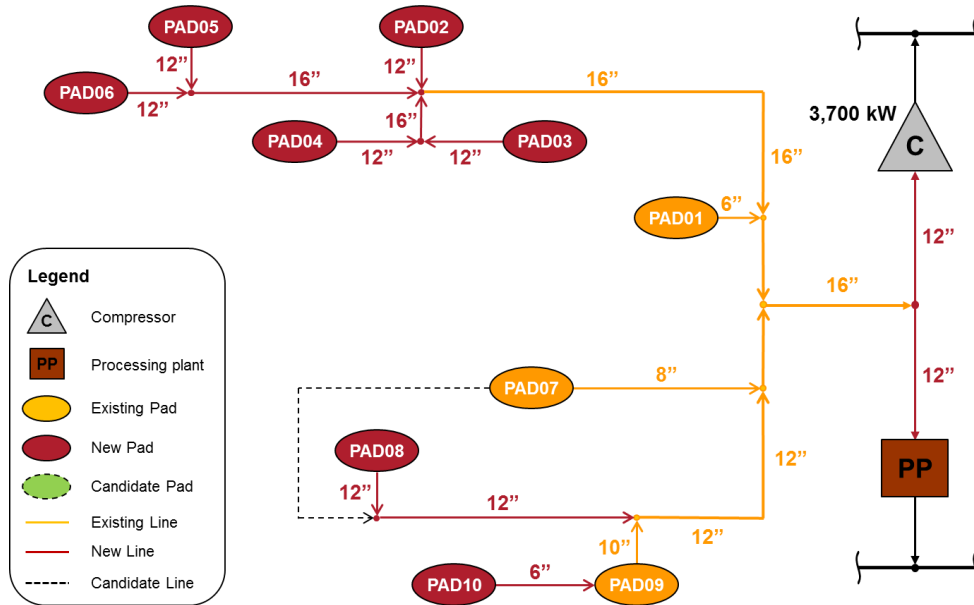 PAD05
PAD02
12”
12”
16”
16”
PAD06
12”
16”
3,700 kW
PAD04
PAD03
12”
12”
C
16”
6”
PAD01
12”
16”
Legend
C
Compressor
PP
Processing plant
Existing Pad
New Pad
Candidate Pad
Existing Line
New Line
Candidate Line
PAD07
8”
12”
PAD08
PP
12”
12”
12”
12”
10”
6”
PAD10
PAD09